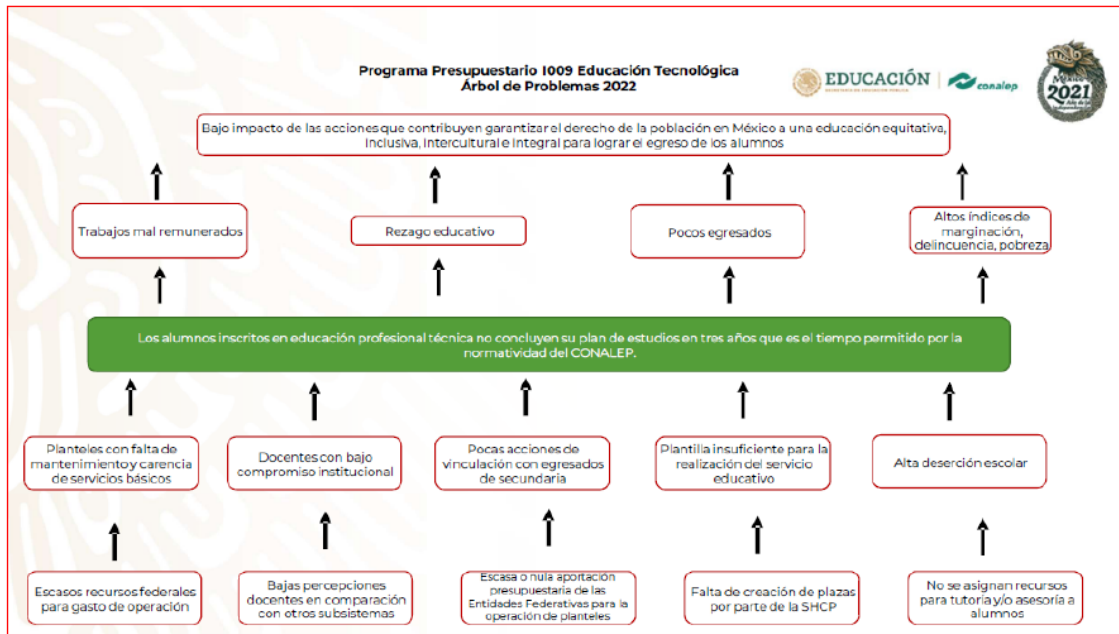 Programa Presupuestario I009 Educación Tecnológica
Árbol de Problemas 2022
EDUCACIÓN
SECRETARÍA DE EDUCACIÓN PÚBLICA
conalep
México
2021
Bajo impacto de las acciones que contribuyen garantizar el derecho de la población en México a una educación equitativa,
inclusiva, intercultural e integral para lograr el egreso de los alumnos
Trabajos mal remunerados
Rezago educativo
Pocos egresados
Altos índices de
marginación,
delincuencia, pobreza
Los alumnos inscritos en educación profesional técnica no concluyen su plan de estudios en tres años que es el tiempo permitido por la
normatividad del CONALEP.
Planteles con falta de
mantenimiento y carencia
de servicios básicos
Docentes con bajo
compromiso institucional
Pocas acciones de
vinculación con egresados
de secundaria
Plantilla insuficiente para la
realización del servicio
educativo
Alta deserción escolar
Escasos recursos federales
para gasto de operación
Bajas percepciones
docentes en comparación
con otros subsistemas
Escasa o nula aportación
presupuestaria de las
Entidades Federativas para la
operación de planteles
Falta de creación de plazas
por parte de la SHCP
No se asignan recursos
para tutoría y/o asesoría a
alumnos